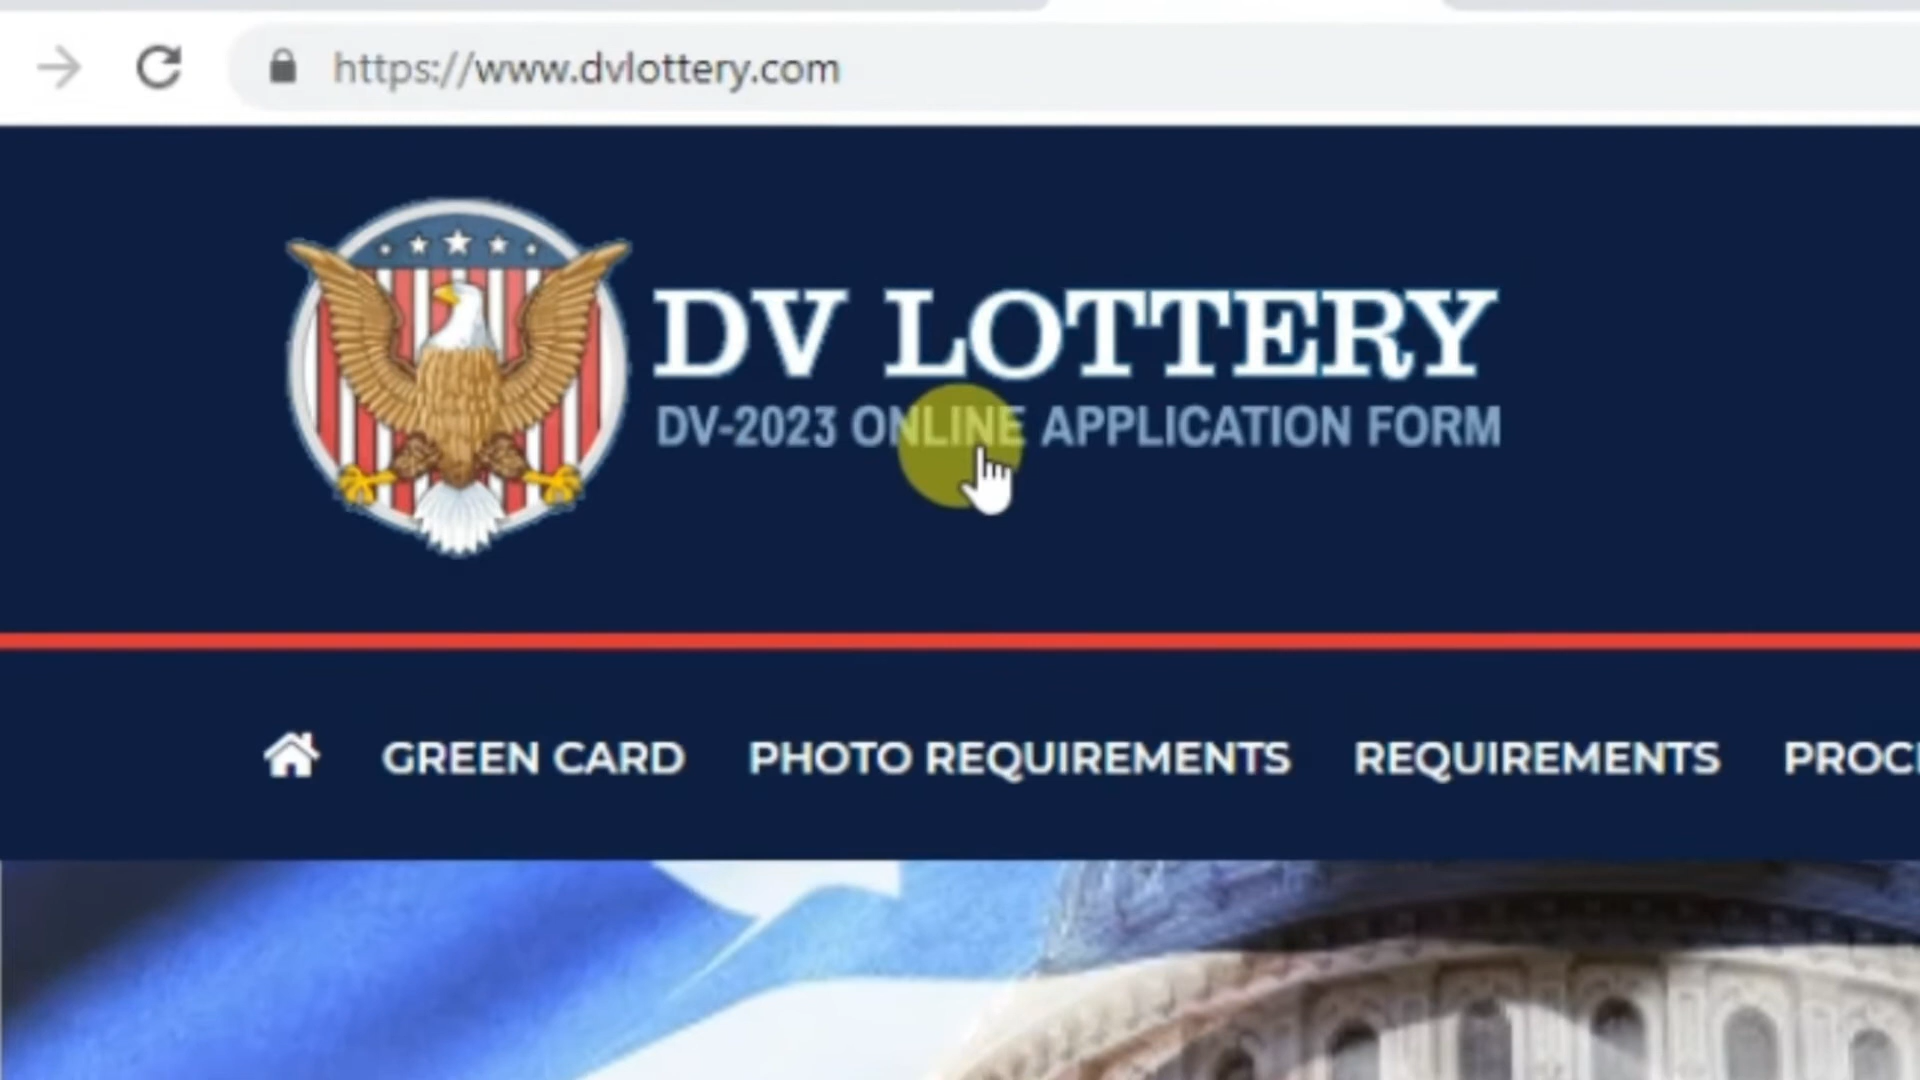 https://www.dvlottery.com
DV LOTTERY
DV-2023 ONLINE APPLICATION FORM
GREEN CARD PHOTO REQUIREMENTS REQUIREMENTS